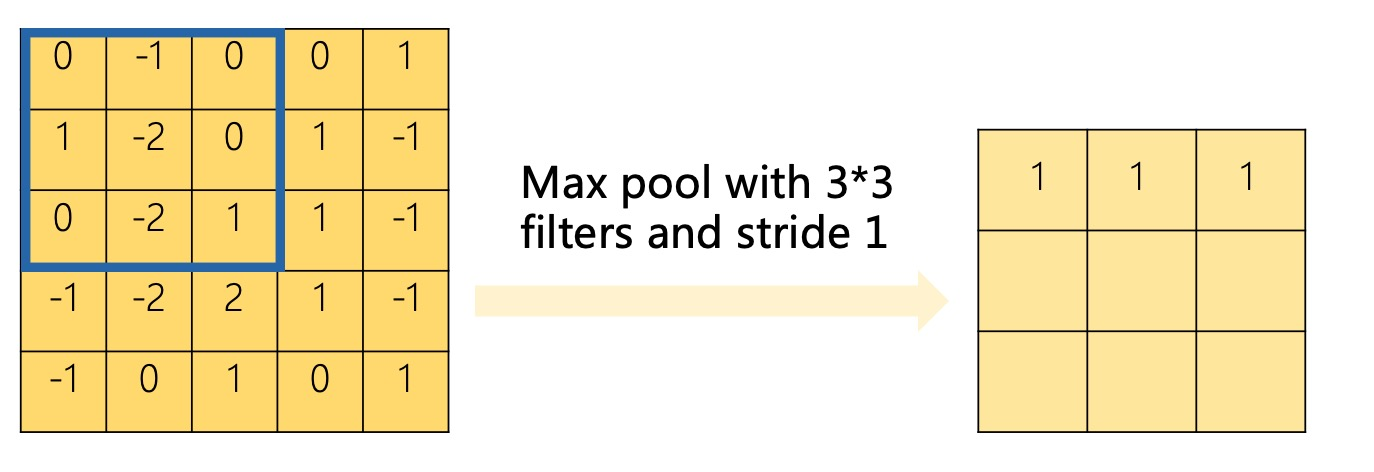 0 -1 0 0 1
1 -2 0 1 -1
0 -2 1 1 -1
-1 -2 2 1 -1
-1 0 1 0 1
Max pool with 3*3
filters and stride 1
1 1 1